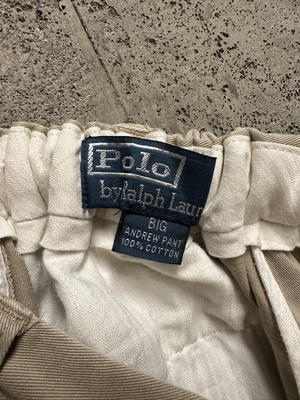 Polo
by Ralph Laur
BIG
ANDREW PANT
100% COTTON